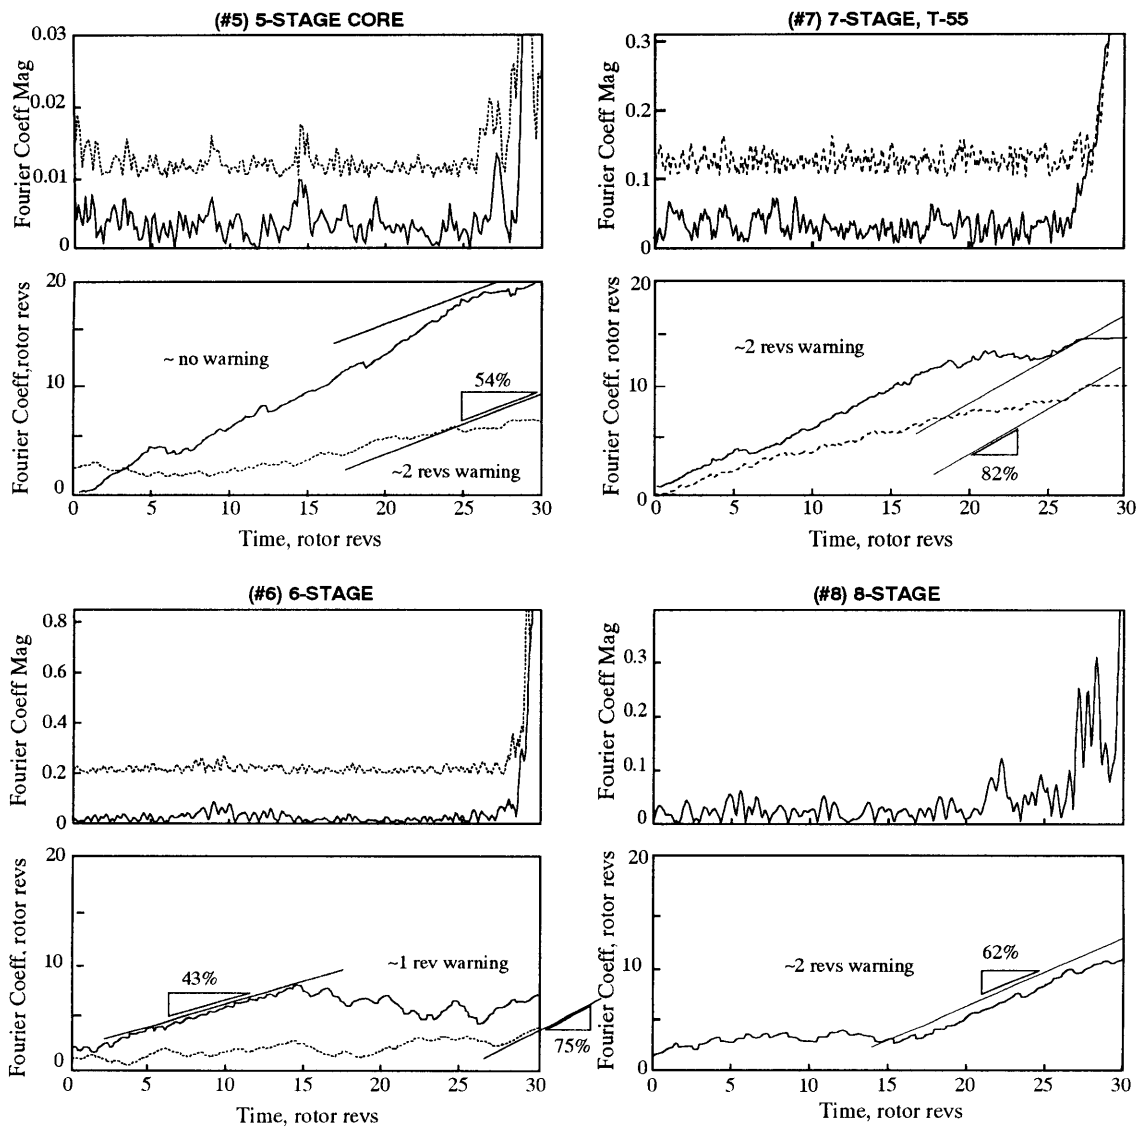 (#5) 5-STAGE CORE
0.03
0.02
0.01
0
Fourier Coeff Mag
20
10
0
Fourier Coeff,rotor revs
~ no warning
54%
~2 revs warning
0 5 10 15 20 25 30
Time, rotor revs
(#7) 7-STAGE, T-55
0.3
0.2
0.1
0
Fourier Coeff Mag
20
10
0
Fourier Coeff, rotor revs
~2 revs warning
82%
0 5 10 15 20 25 30
Time, rotor revs
(#6) 6-STAGE
0.8
0.6
0.4
0.2
0
Fourier Coeff Mag
20
10
0
Fourier Coeff. rotor revs
43%
~1 rev warning
75%
0 5 10 15 20 25 30
Time, rotor revs
(#8) 8-STAGE
0.3
0.2
0.1
0
Fourier Coeff Mag
20
10
0
Fourier Coeff, rotor revs
~2 revs warning
62%
0 5 10 15 20 25 30
Time, rotor revs